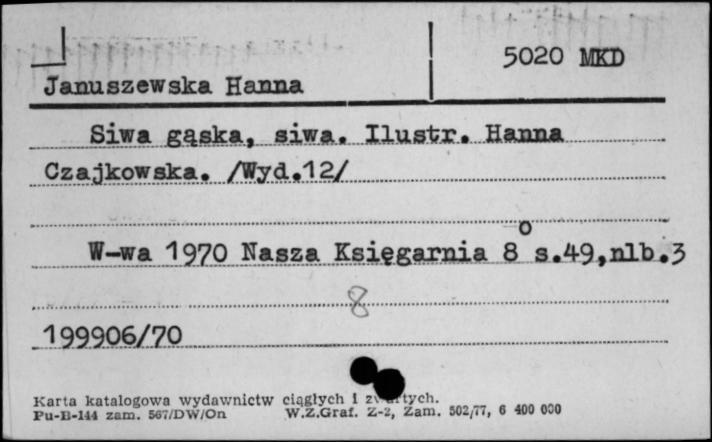 5020 MKD
Januszewska Hanna
Siwa gąska, siwa. Ilustr. Hanna
Czajkowska. /Wyd.12/
W-wa 1970 Nasza Księgarnia 8° s.49,nlb.3
8
199906/70
Karta katalogowa wydawnictw ciągłych i zwartych.
Pu-B-144 zam. 567/DW/On W.Z.Graf. Z-2, Zam. 502/77, 6 400 000